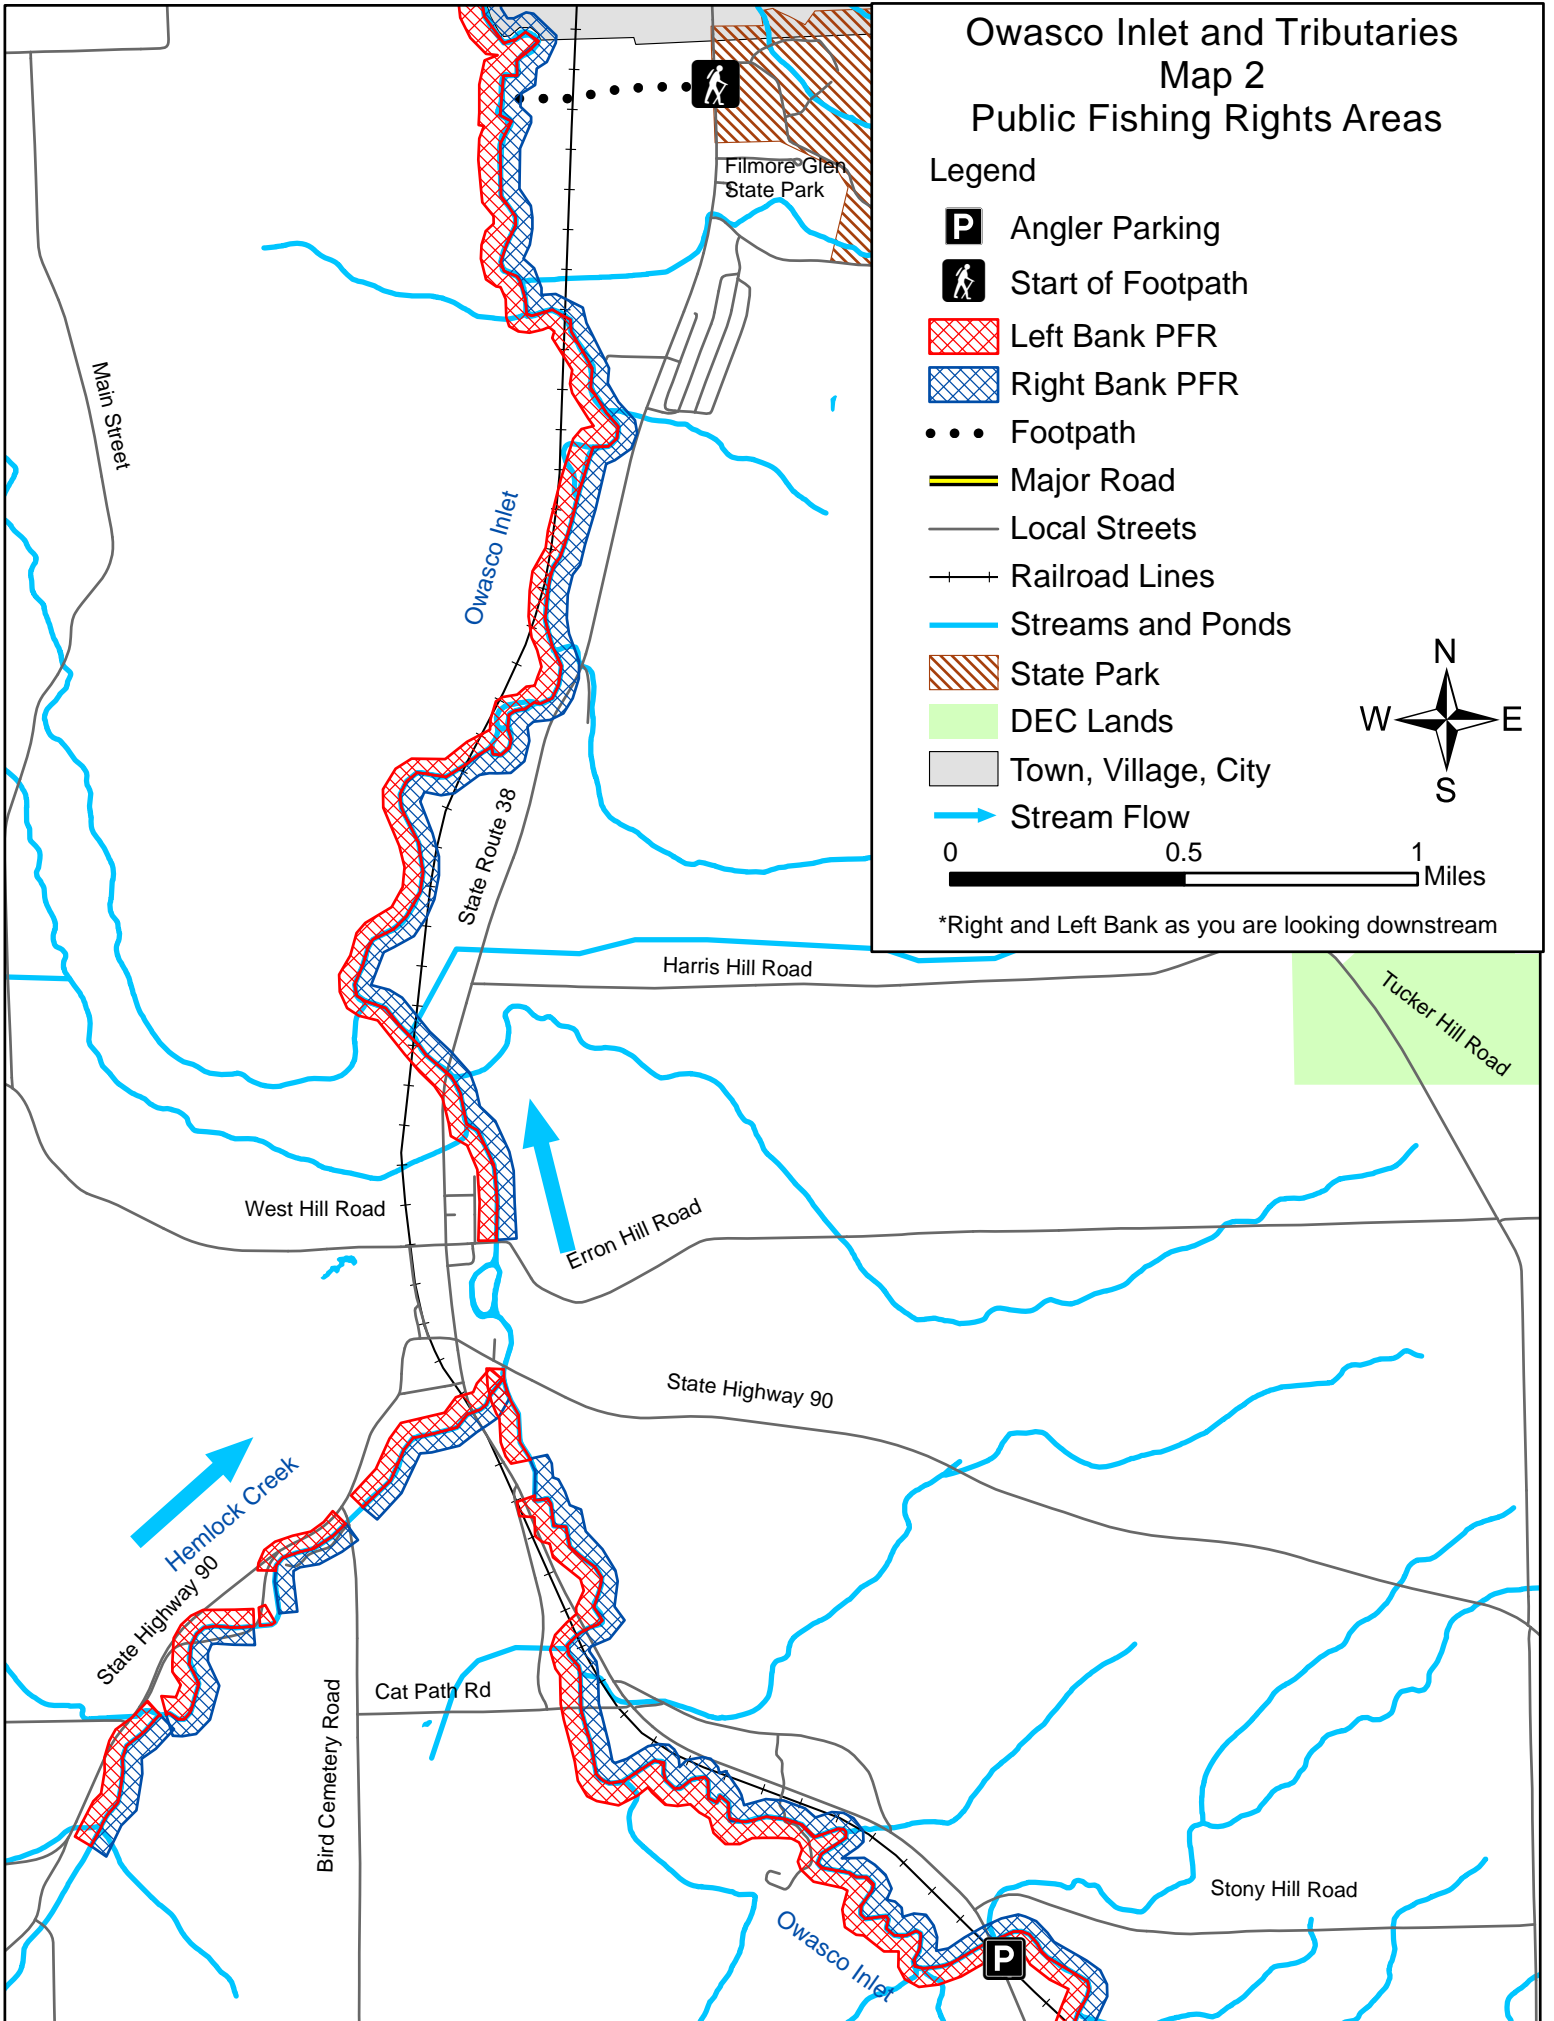 Owasco Inlet and Tributaries
Map 2
Public Fishing Rights Areas
Legend
P Angler Parking
Start of Footpath
Left Bank PFR
Right Bank PFR
Footpath
Major Road
Local Streets
Railroad Lines
Streams and Ponds
State Park
DEC Lands
Town, Village, City
Stream Flow
N
W E
S
0 0.5 1
Miles
*Right and Left Bank as you are looking downstream
Filmore Glen
State Park
Main Street
Owasco Inlet
State Route 38
Harris Hill Road
Tucker Hill Road
West Hill Road
Erron Hill Road
State Highway 90
Hemlock Creek
State Highway 90
Cat Path Rd
Bird Cemetery Road
Stony Hill Road
Owasco Inlet
P